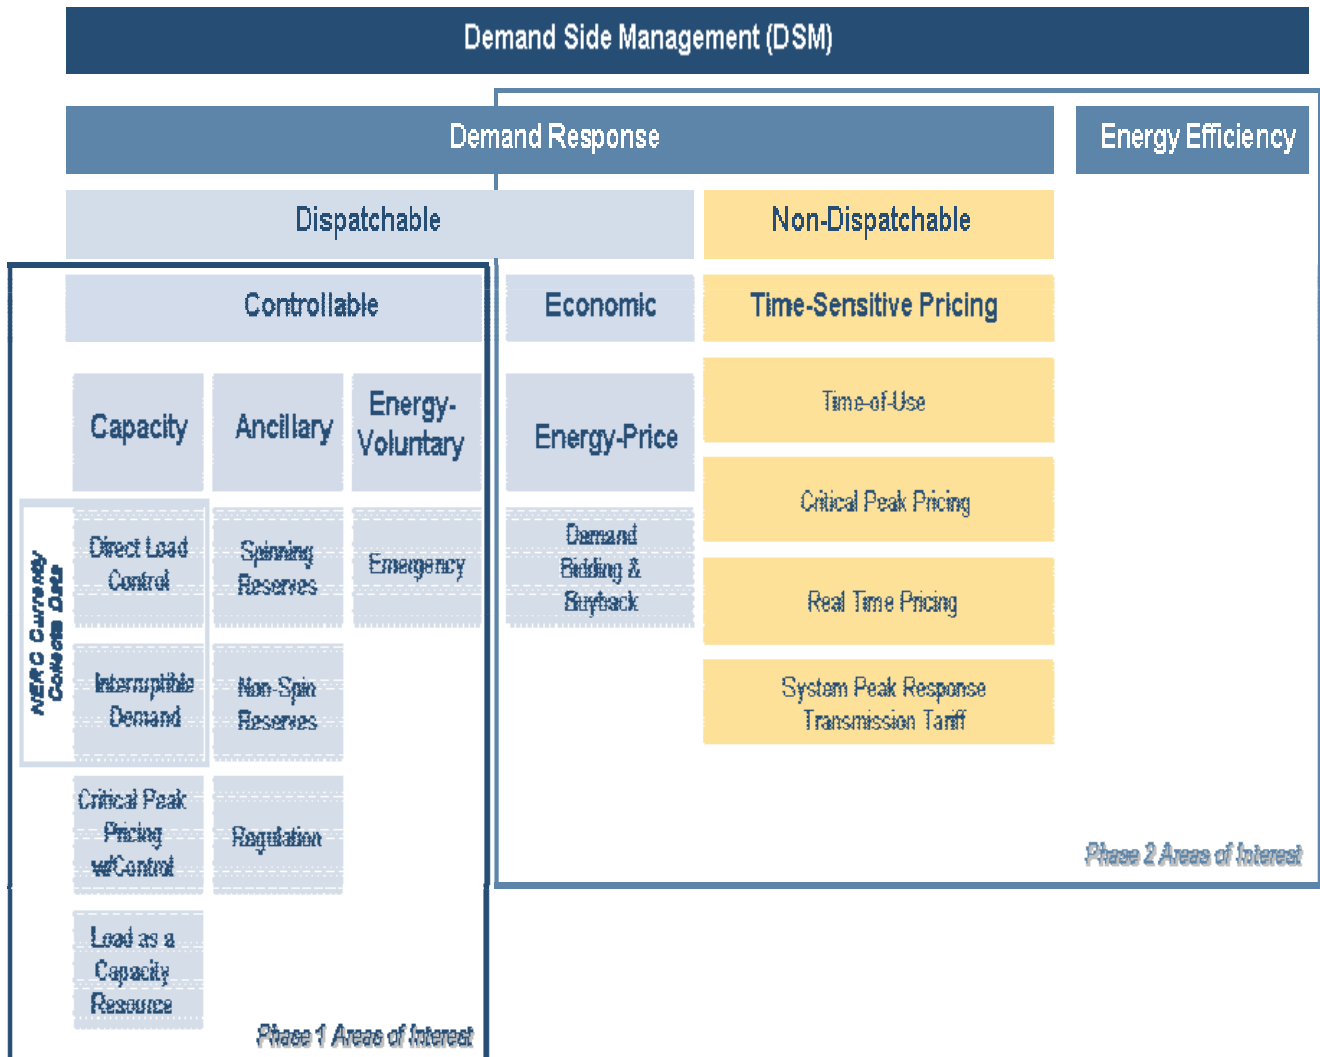 Demand Side Management (DSM)
Demand Response
Energy Efficiency
Dispatchable
Non-Dispatchable
Controllable
Economic
Time-Sensitive Pricing
Capacity
Ancillary
Energy-
Voluntary
Energy-Price
Time-of-Use
Critical Peak Pricing
Real Time Pricing
System Peak Response
Transmission Tariff
NERC Currently
Collects Data
Direct Load
Control
Spinning
Reserves
Emergency
Demand
Bidding &
Buyback
Interruptible
Demand
Non-Spin
Reserves
Critical Peak
Pricing
w/Control
Regulation
Load as a
Capacity
Resource
Phase 1 Areas of Interest
Phase 2 Areas of Interest